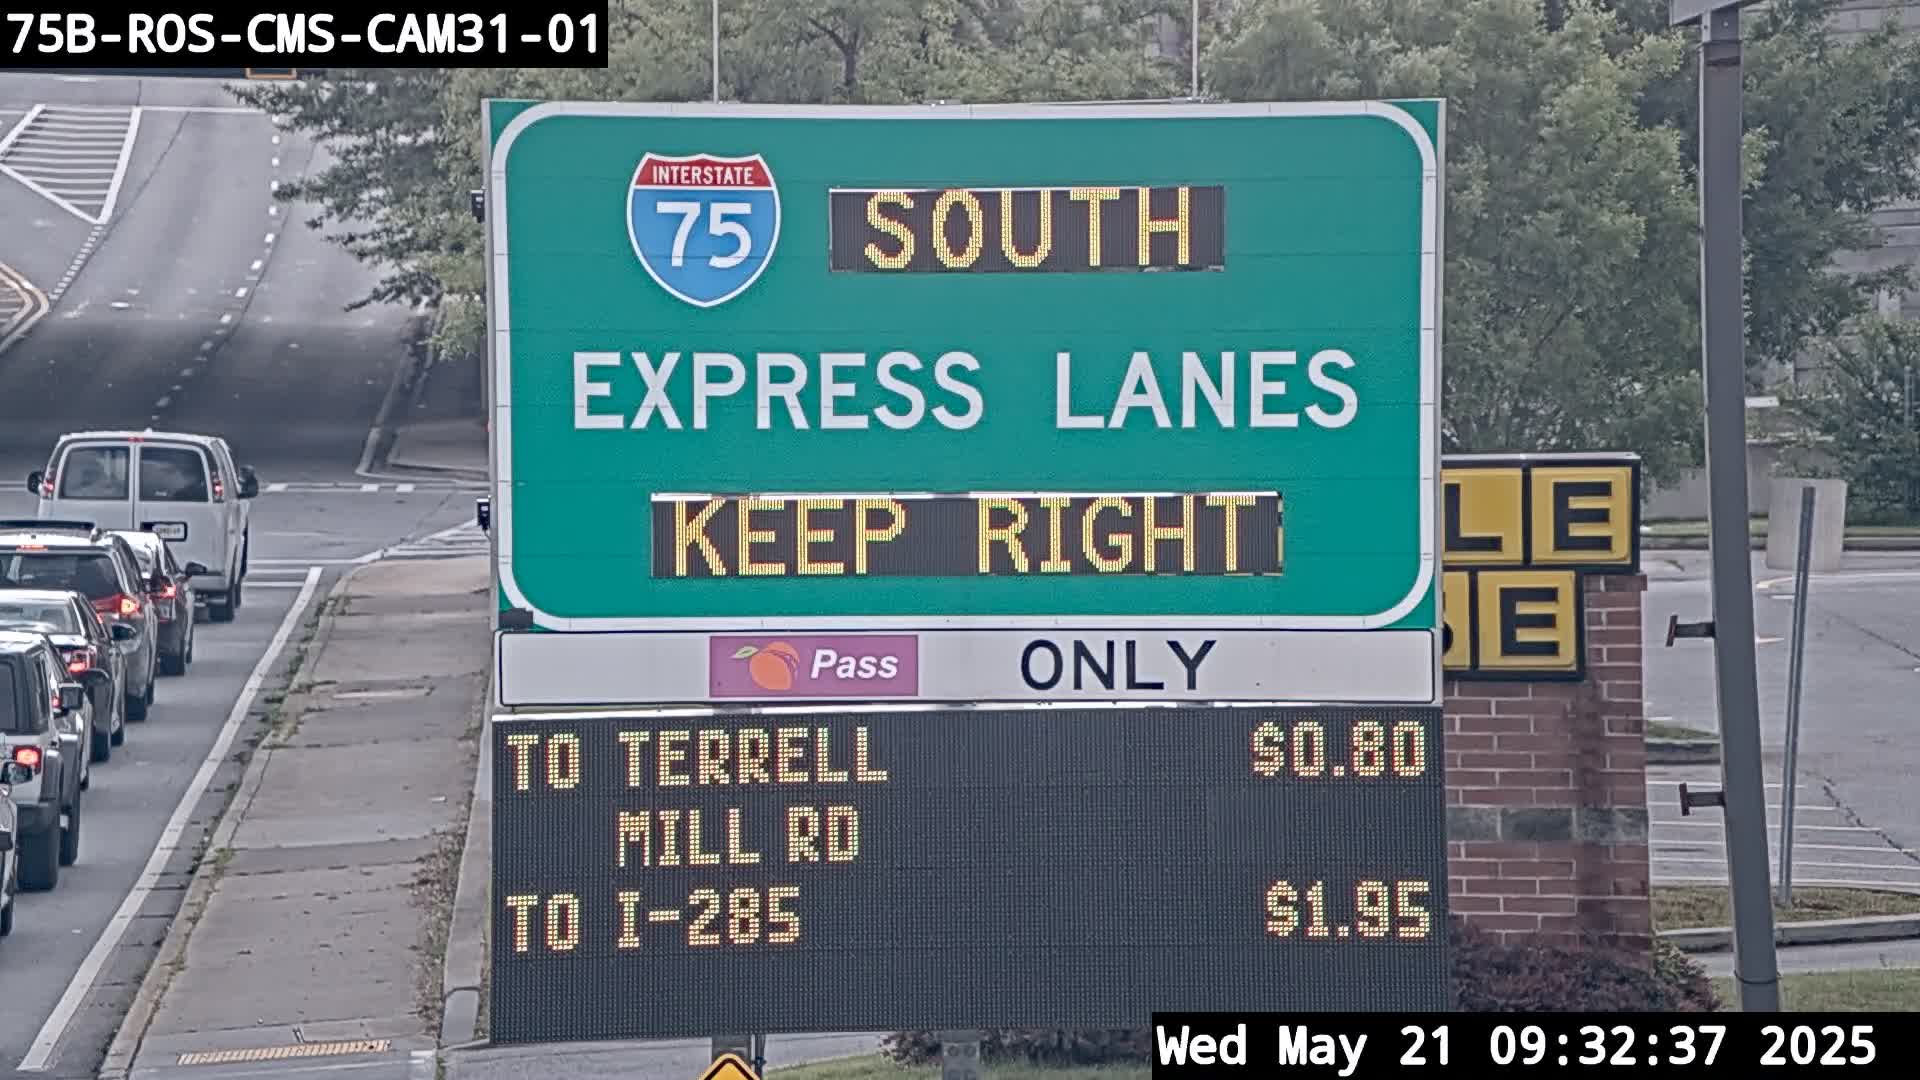 75B-ROS-CMS-CAM31-01
INTERSTATE
75
SOUTH
EXPRESS LANES
KEEP RIGHT
Pass ONLY
TO TERRELL $0.80
MILL RD
TO I-285 $1.95
LE
E
Wed May 21 09:32:37 2025